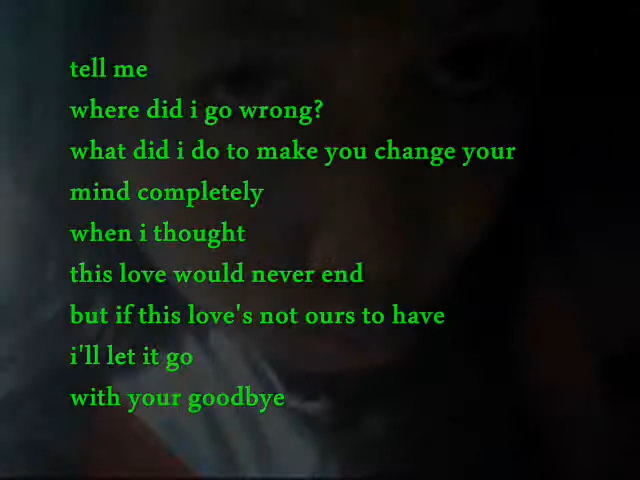 tell me
where did i go wrong?
what did i do to make you change your
mind completely
when i thought
this love would never end
but if this love's not ours to have
i'll let it go
with your goodbye